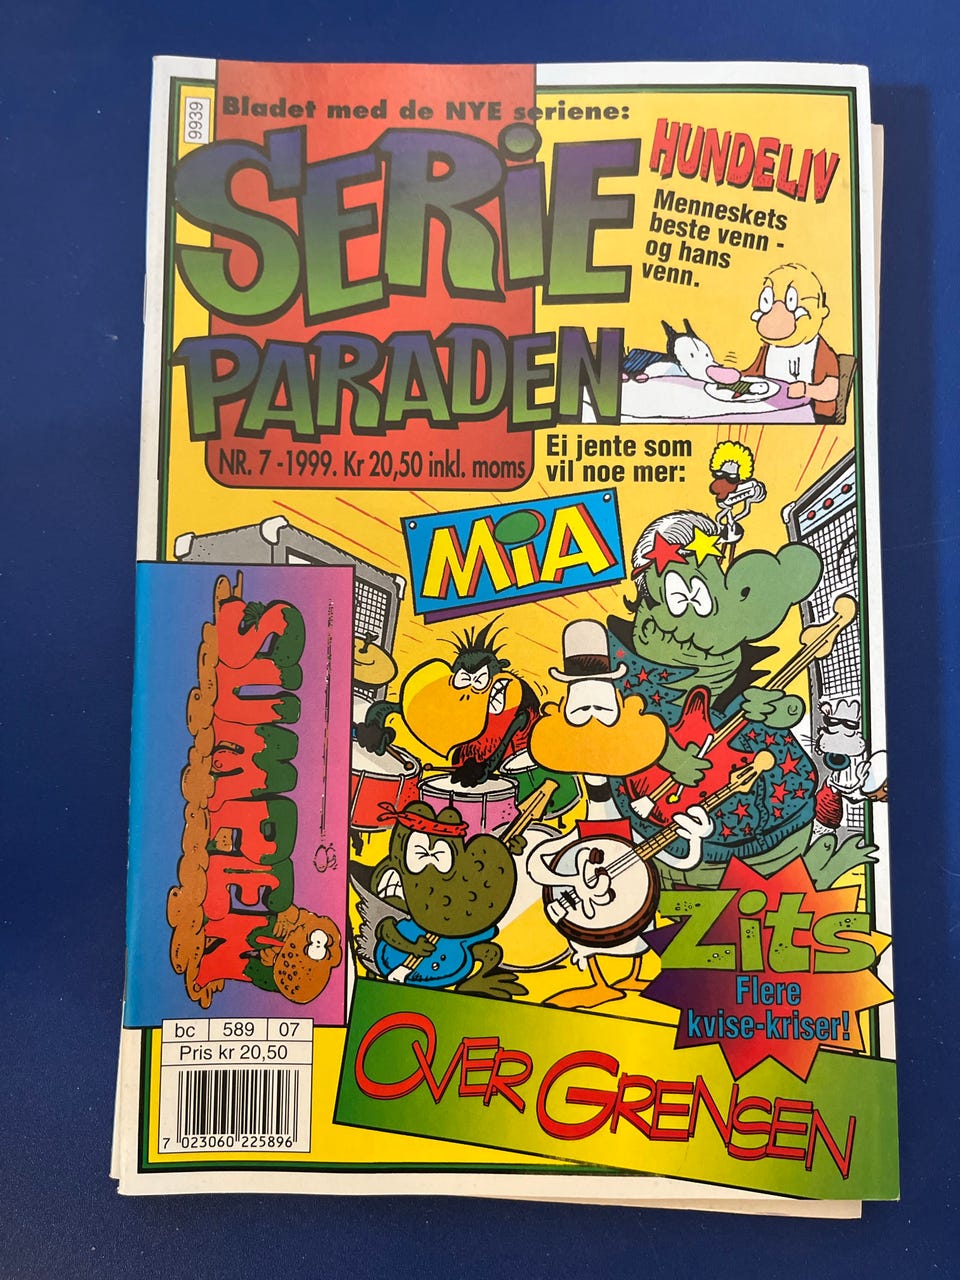 9939
Bladet med de NYE seriene:
SERiE
PARADEN
NR. 7 -1999. Kr 20,50 inkl. moms
HUNDELIV
Menneskets
beste venn -
og hans
venn.
Ei jente som
vil noe mer:
MiA
SUMPEN
Zits
Flere
kvise-kriser!
OVER GRENSEN
bc 589 07
Pris kr 20,50
7 023060 225896